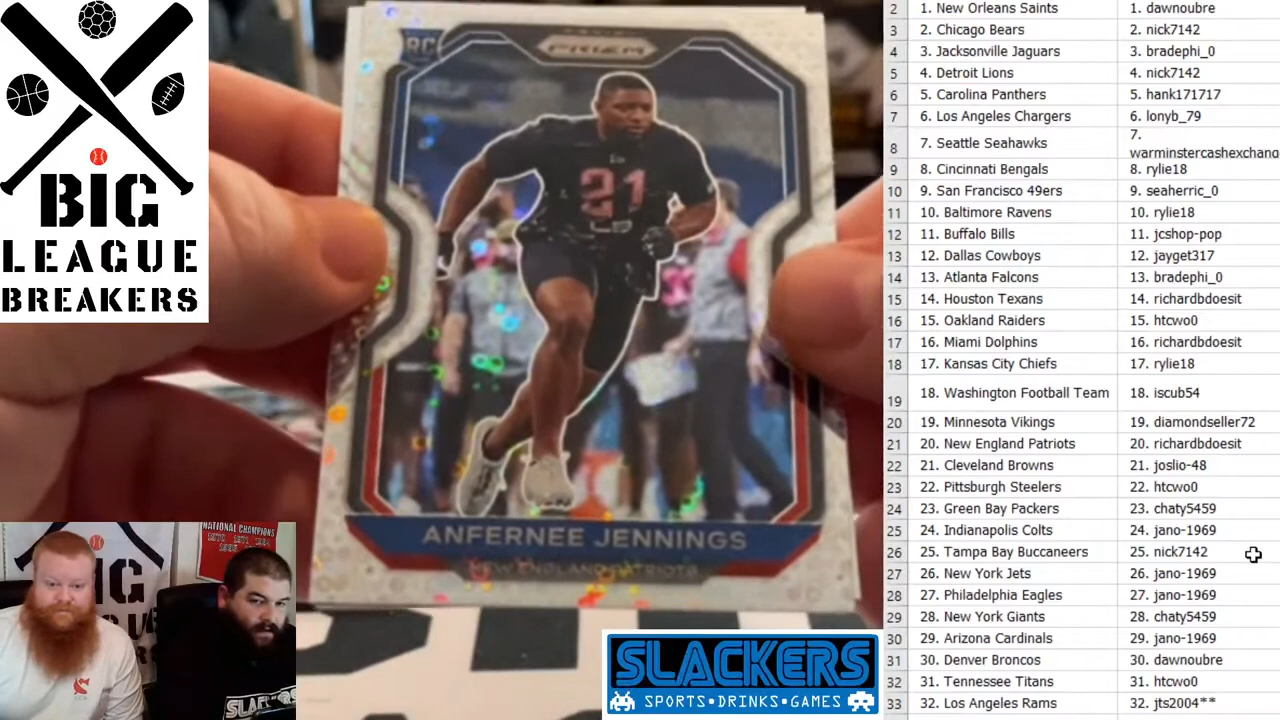 BIG
LEAGUE
BREAKERS
RC
PRIZM
21
ANFERNEE JENNINGS
NEW ENGLAND PATRIOTS
NATIONAL CHAMPIONS
IG
SLACKERS
SPORTS•DRINKS•GAMES
2 1. New Orleans Saints 1. dawnoubre
3 2. Chicago Bears 2. nick7142
4 3. Jacksonville Jaguars 3. bradephi_0
5 4. Detroit Lions 4. nick7142
6 5. Carolina Panthers 5. hank171717
7 6. Los Angeles Chargers 6. lonyb_79
8 7. Seattle Seahawks 7.
warminstercashexchang
9 8. Cincinnati Bengals 8. rylie18
10 9. San Francisco 49ers 9. seaherric_0
11 10. Baltimore Ravens 10. rylie18
12 11. Buffalo Bills 11. jcshop-pop
13 12. Dallas Cowboys 12. jayget317
14 13. Atlanta Falcons 13. bradephi_0
15 14. Houston Texans 14. richardbdoesit
16 15. Oakland Raiders 15. htcwo0
17 16. Miami Dolphins 16. richardbdoesit
18 17. Kansas City Chiefs 17. rylie18
19 18. Washington Football Team 18. iscub54
20 19. Minnesota Vikings 19. diamondseller72
21 20. New England Patriots 20. richardbdoesit
22 21. Cleveland Browns 21. joslio-48
23 22. Pittsburgh Steelers 22. htcwo0
24 23. Green Bay Packers 23. chaty5459
25 24. Indianapolis Colts 24. jano-1969
26 25. Tampa Bay Buccaneers 25. nick7142
27 26. New York Jets 26. jano-1969
28 27. Philadelphia Eagles 27. jano-1969
29 28. New York Giants 28. chaty5459
30 29. Arizona Cardinals 29. jano-1969
31 30. Denver Broncos 30. dawnoubre
32 31. Tennessee Titans 31. htcwo0
33 32. Los Angeles Rams 32. jts2004**